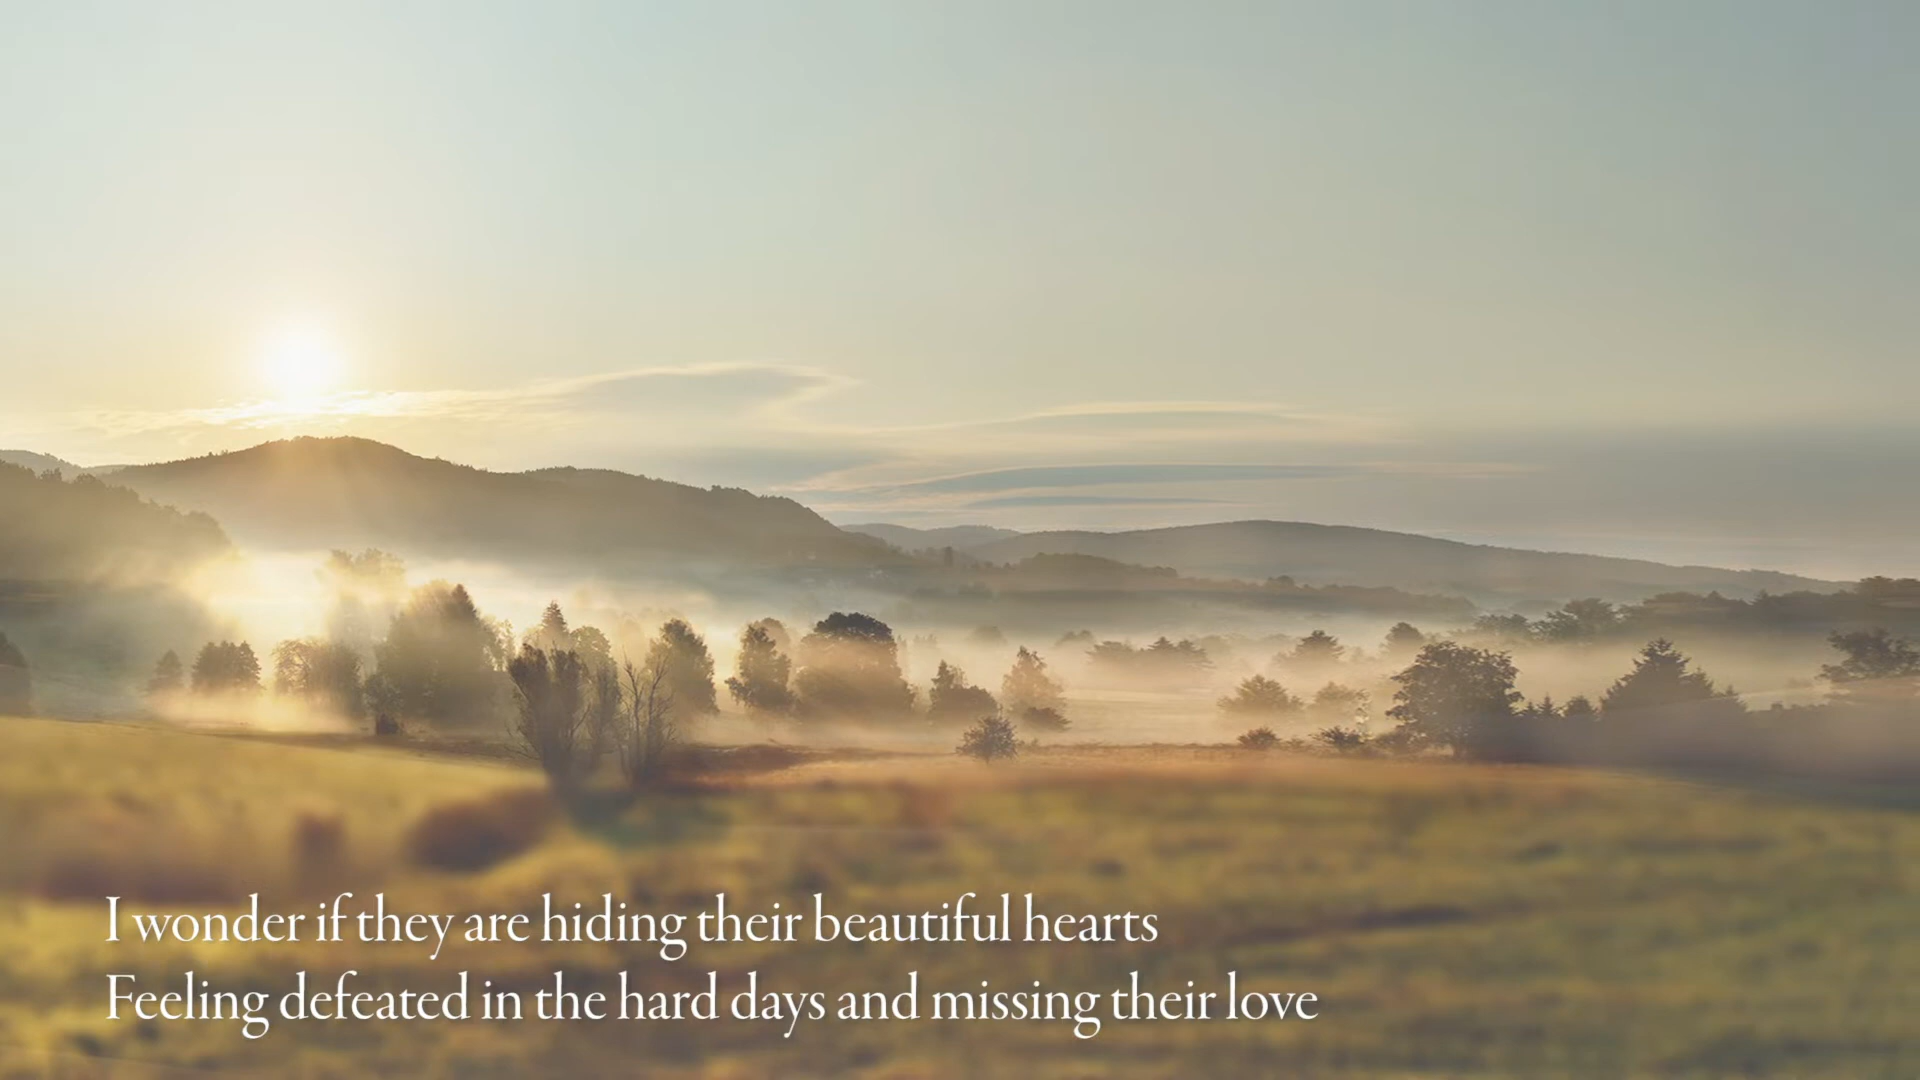 I wonder if they are hiding their beautiful hearts
Feeling defeated in the hard days and missing their love